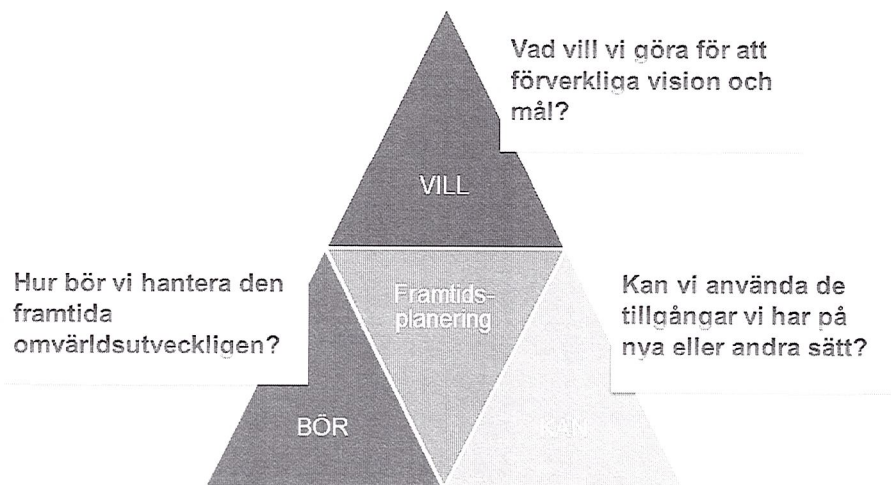 Vad vill vi göra för att
förverkliga vision och
mål?
VILL
Hur bör vi hantera den
framtida
omvärldsutveckligen?
Framtids-
planering
Kan vi använda de
tillgångar vi har på
nya eller andra sätt?
BÖR
KAN